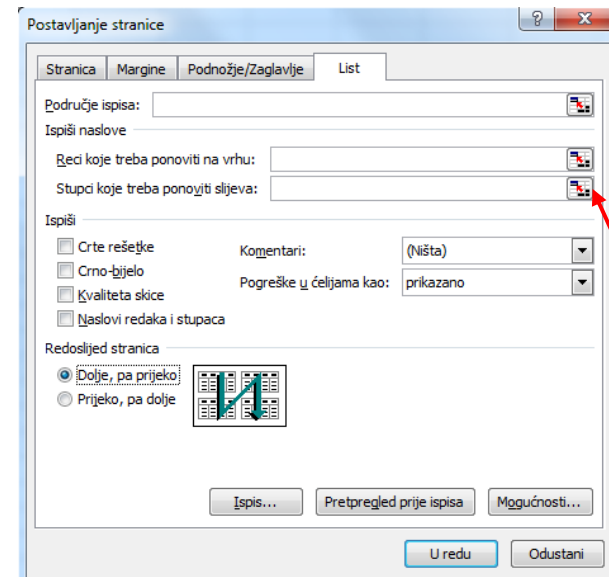 Postavljanje stranice
Stranica Margine Podnožje/Zaglavlje List
Područje ispisa:
Ispiši naslove
Reci koje treba ponoviti na vrhu:
Stupci koje treba ponoviti slijeva:
Ispiši
Crte rešetke Komentari: (Ništa)
Crno-bijelo
Pogreške u ćelijama kao: prikazano
Kvaliteta skice
Naslovi redaka i stupaca
Redoslijed stranica
Dolje, pa prijeko
Prijeko, pa dolje
Ispis... Pretpregled prije ispisa Mogućnosti...
U redu Odustani